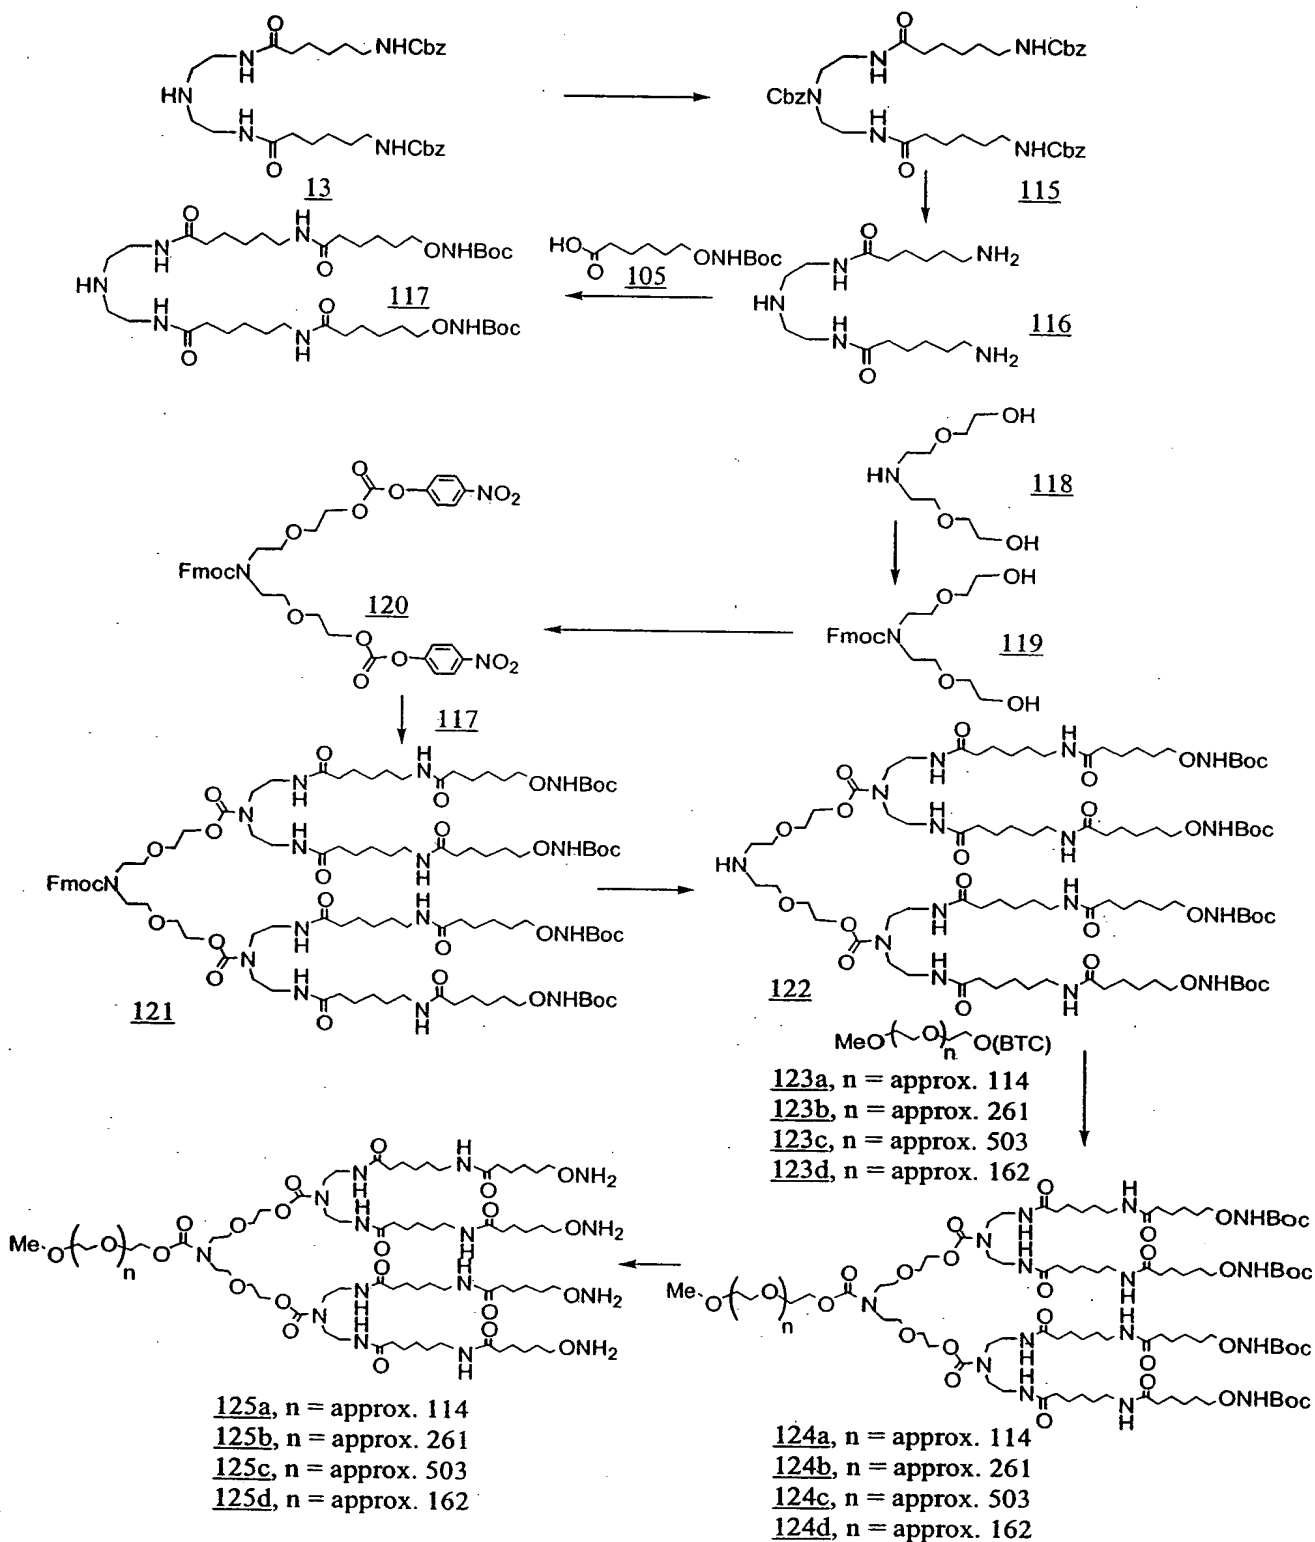 O
N
H
NHCbz
HN
H
N
O
NHCbz
13
O
N
H
NHCbz
CbzN
H
N
O
NHCbz
115
O
N
H
H
N
O
ONHBoc
HN
H
N
O
O
N
H
ONHBoc
117
HO
O
ONHBoc
105
O
N
H
NH2
HN
H
N
O
NH2
116
OH
O
HN
O
OH
118
O
O
O
NO2
O
FmocN
O
O
O
O
NO2
120
OH
O
FmocN
O
OH
119
117
O
N
H
H
N
O
ONHBoc
O
O
N
H
N
O
O
N
H
ONHBoc
O
FmocN
O
O
N
H
H
N
O
ONHBoc
O
O
N
H
N
O
O
N
H
ONHBoc
121
O
N
H
H
N
O
ONHBoc
O
O
N
H
N
O
O
N
H
ONHBoc
O
HN
O
O
N
H
H
N
O
ONHBoc
O
O
N
H
N
O
O
N
H
ONHBoc
122
MeO(O)n O(BTC)
123a, n = approx. 114
123b, n = approx. 261
123c, n = approx. 503
123d, n = approx. 162
O
N
H
H
N
O
ONH2
O
O
N
H
N
O
O
N
H
ONH2
Me
O
(O)n
O
O
N
O
O
O
N
H
H
N
O
ONH2
O
O
N
H
N
O
O
N
H
ONH2
125a, n = approx. 114
125b, n = approx. 261
125c, n = approx. 503
125d, n = approx. 162
O
N
H
H
N
O
ONHBoc
O
O
N
H
N
O
O
N
H
ONHBoc
Me
O
(O)n
O
O
N
O
O
O
N
H
H
N
O
ONHBoc
O
O
N
H
N
O
O
N
H
ONHBoc
124a, n = approx. 114
124b, n = approx. 261
124c, n = approx. 503
124d, n = approx. 162